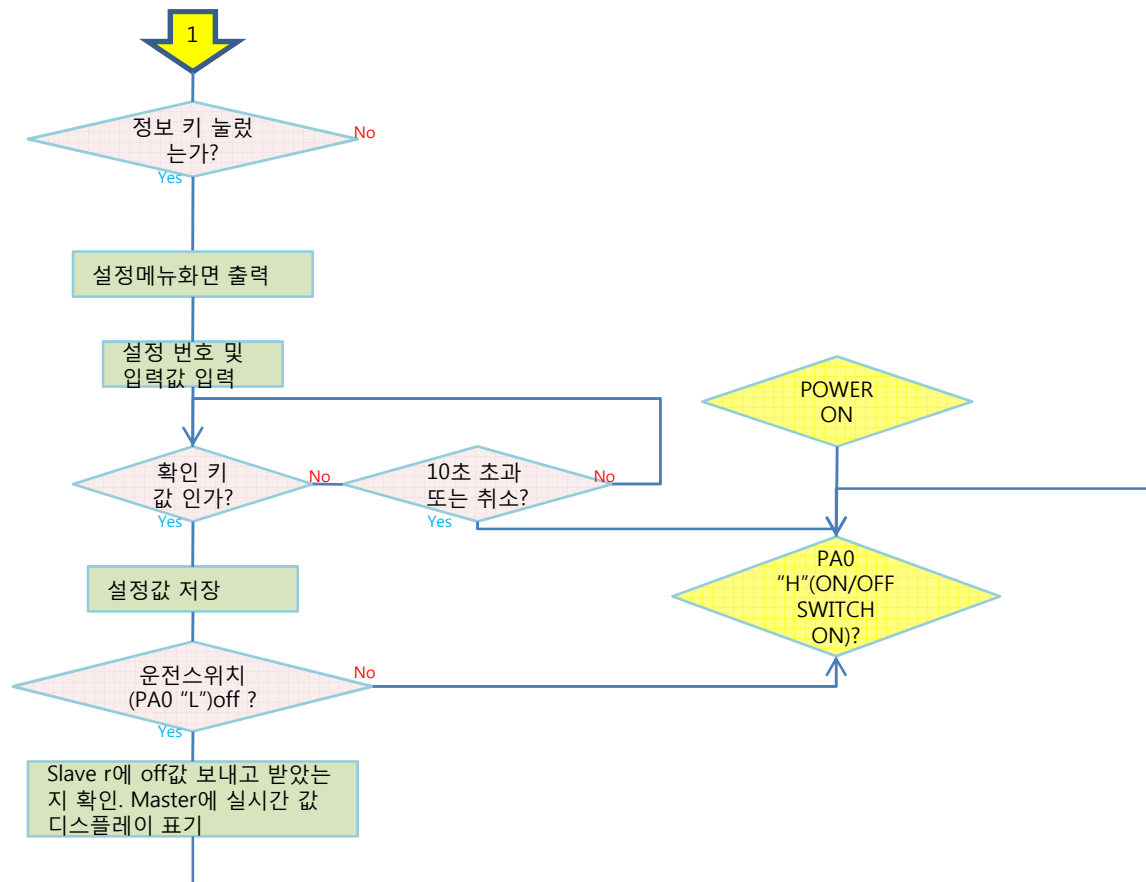 1
정보 키 눌렀
는가?
No
Yes
설정메뉴화면 출력
설정 번호 및
입력값 입력
POWER
ON
확인 키
값 인가?
No
Yes
10초 초과
또는 취소?
No
Yes
PA0
“H”(ON/OFF
SWITCH
ON)?
설정값 저장
운전스위치
(PA0 “L”)off ?
No
Yes
Slave r에 off값 보내고 받았는
지 확인. Master에 실시간 값
디스플레이 표기